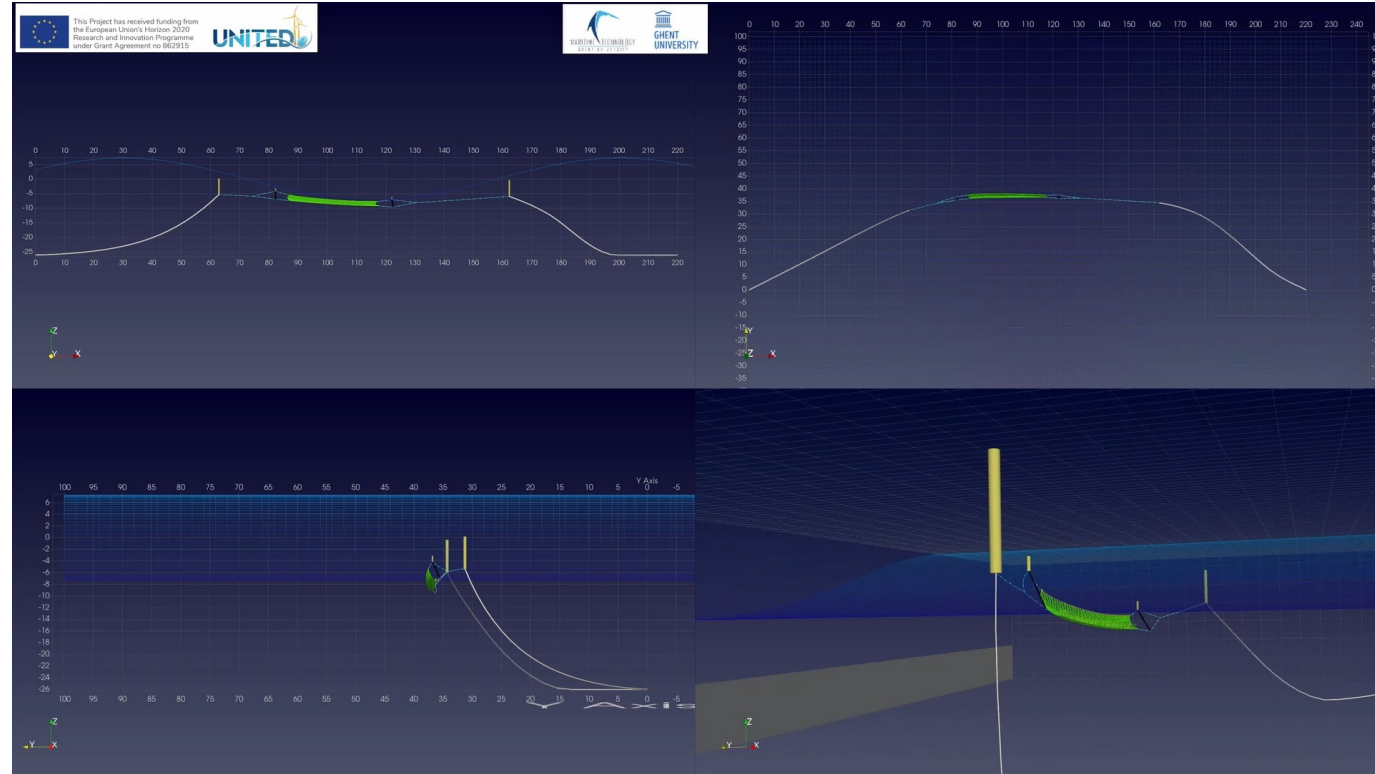 This Project has received funding from
the European Union's Horizon 2020
Research and Innovation Programme
under Grant Agreement no 862915
UNITED
MARITIME TECHNOLOGY
GHENT
UNIVERSITY
0 10 20 30 40 50 60 70 80 90 100 110 120 130 140 150 160 170 180 190 200 210 220
5
0
-5
-10
-15
-20
-25
0 10 20 30 40 50 60 70 80 90 100 110 120 130 140 150 160 170 180 190 200 210 220
Z
Y X
0 10 20 30 40 50 60 70 80 90 100 110 120 130 140 150 160 170 180 190 200 210 220 230 240
100
95
90
85
80
75
70
65
60
55
50
45
40
35
30
25
20
15
10
5
0
-5
-10
-15
-20
-25
-30
-35
Y
Z X
Y Axis
100 95 90 85 80 75 70 65 60 55 50 45 40 35 30 25 20 15 10 5 0 -5
6
4
2
0
-2
-4
-6
-8
-10
-12
-14
-16
-18
-20
-22
-24
-26
100 95 90 85 80 75 70 65 60 55 50 45 40 35 30 25 20 15 10 5 0 -5
Z
Y X
Z
Y X